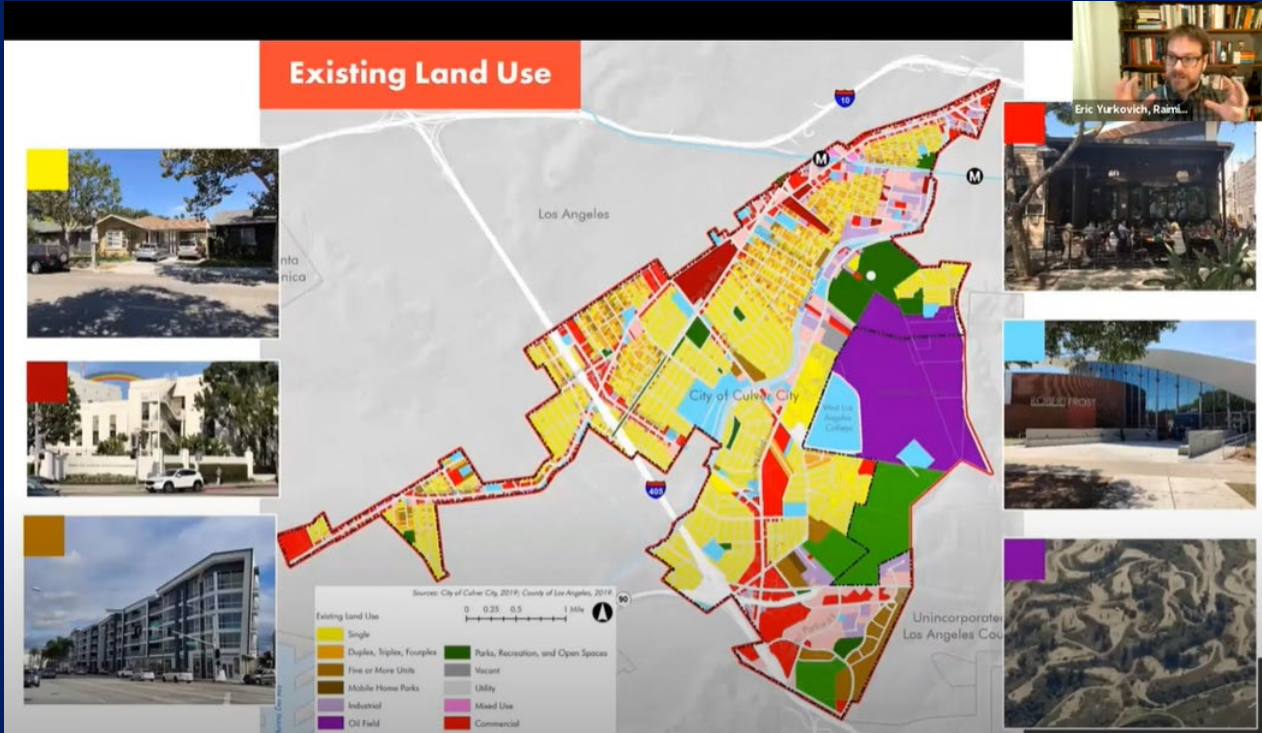 Existing Land Use
Eric Yurkovich, Raimi...
10
M
M
Los Angeles
nta
nica
City of Culver City
West Los
Angeles
College
405
90
Unincorporated
Los Angeles Cou
Sources: City of Culver City, 2019; County of Los Angeles, 2019.
0 0.25 0.5 1 Mile
Existing Land Use
Single
Duplex, Triplex, Fourplex
Five or More Units
Mobile Home Parks
Industrial
Oil Field
Parks, Recreation, and Open Spaces
Vacant
Utility
Mixed Use
Commercial
ROBERT FROST